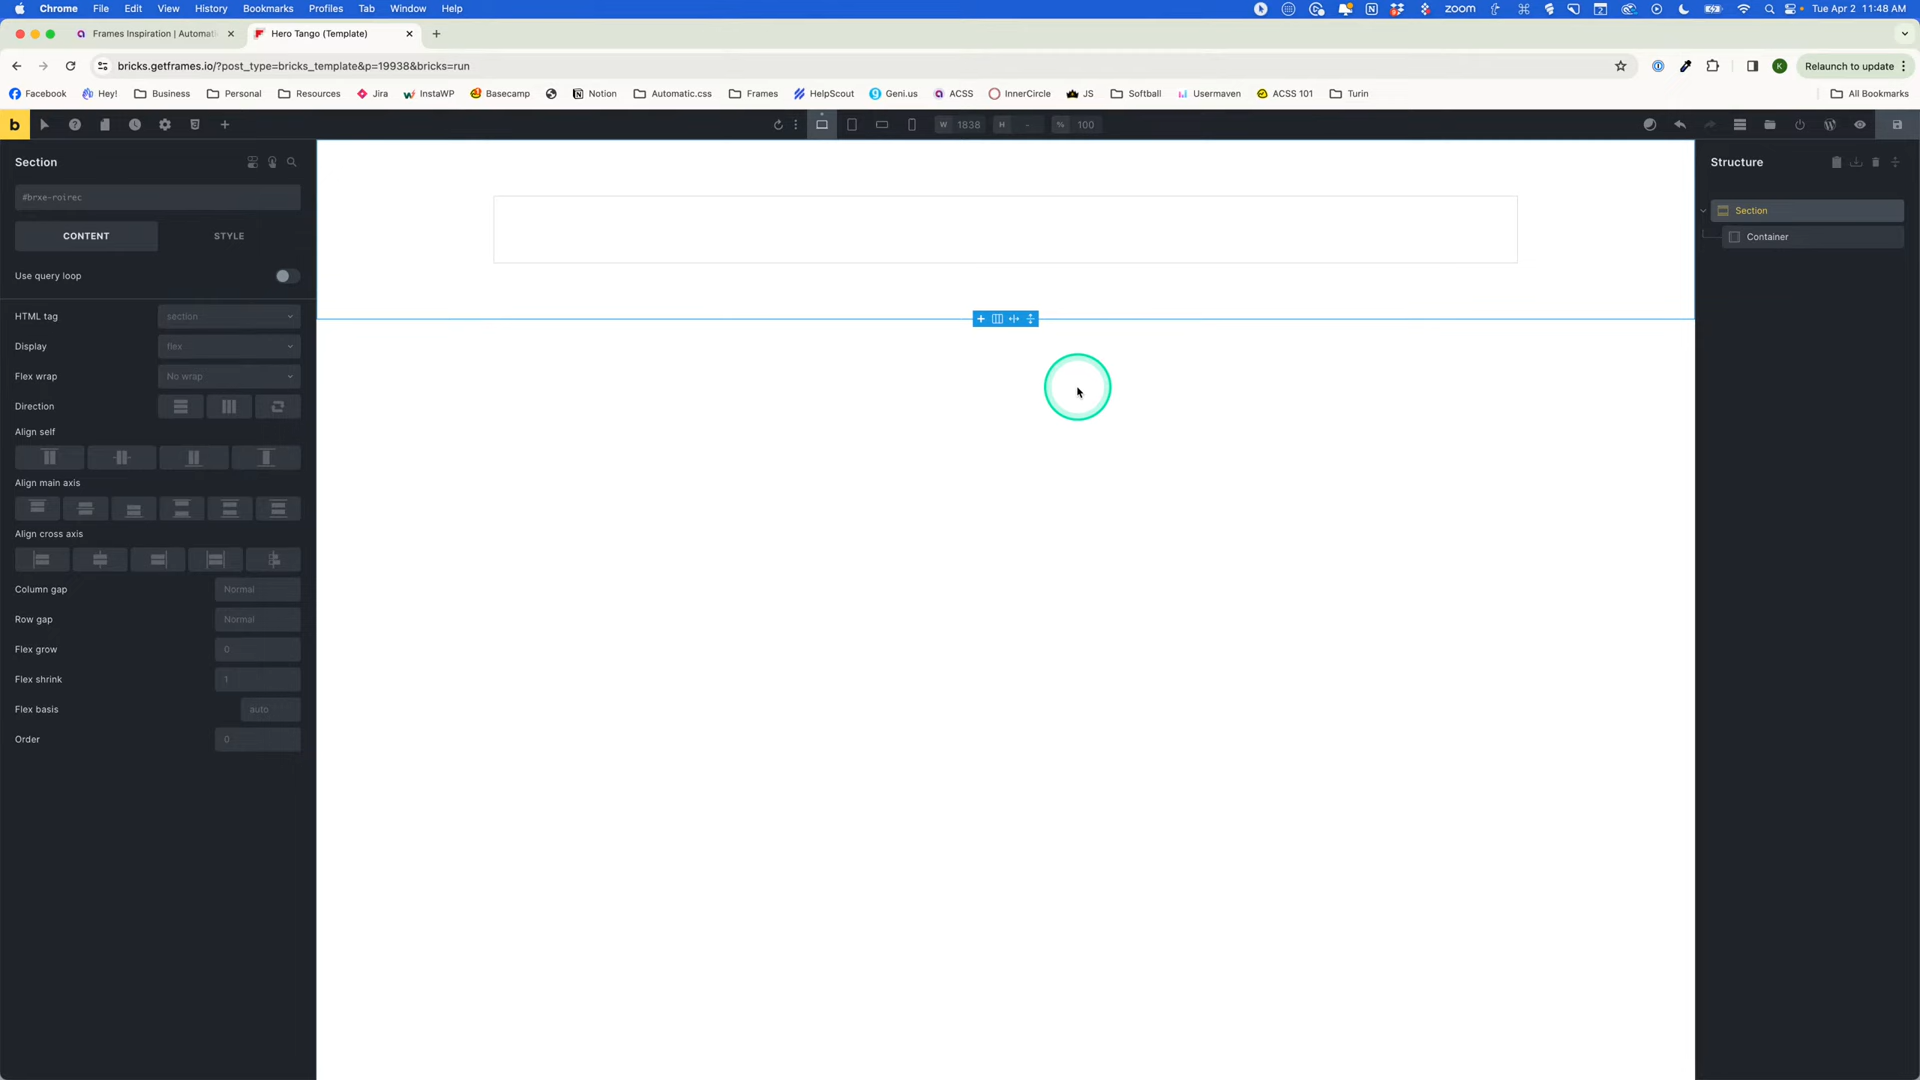 Chrome File Edit View History Bookmarks Profiles Tab Window Help zoom Tue Apr 2 11:48 AM
Frames Inspiration | Automati Hero Tango (Template)
bricks.getframes.io/?post_type=bricks_template&p=19938&bricks=run K Relaunch to update
Facebook Hey! Business Personal Resources Jira InstaWP Basecamp Notion Automatic.css Frames HelpScout Geni.us ACSS InnerCircle JS Softball Usermaven ACSS 101 Turin All Bookmarks
b W 1838 H - % 100
Section
#brxe-roirec
CONTENT STYLE
Use query loop
HTML tag section
Display flex
Flex wrap No wrap
Direction
Align self
Align main axis
Align cross axis
Column gap Normal
Row gap Normal
Flex grow 0
Flex shrink 1
Flex basis auto
Order 0
Structure
Section
Container